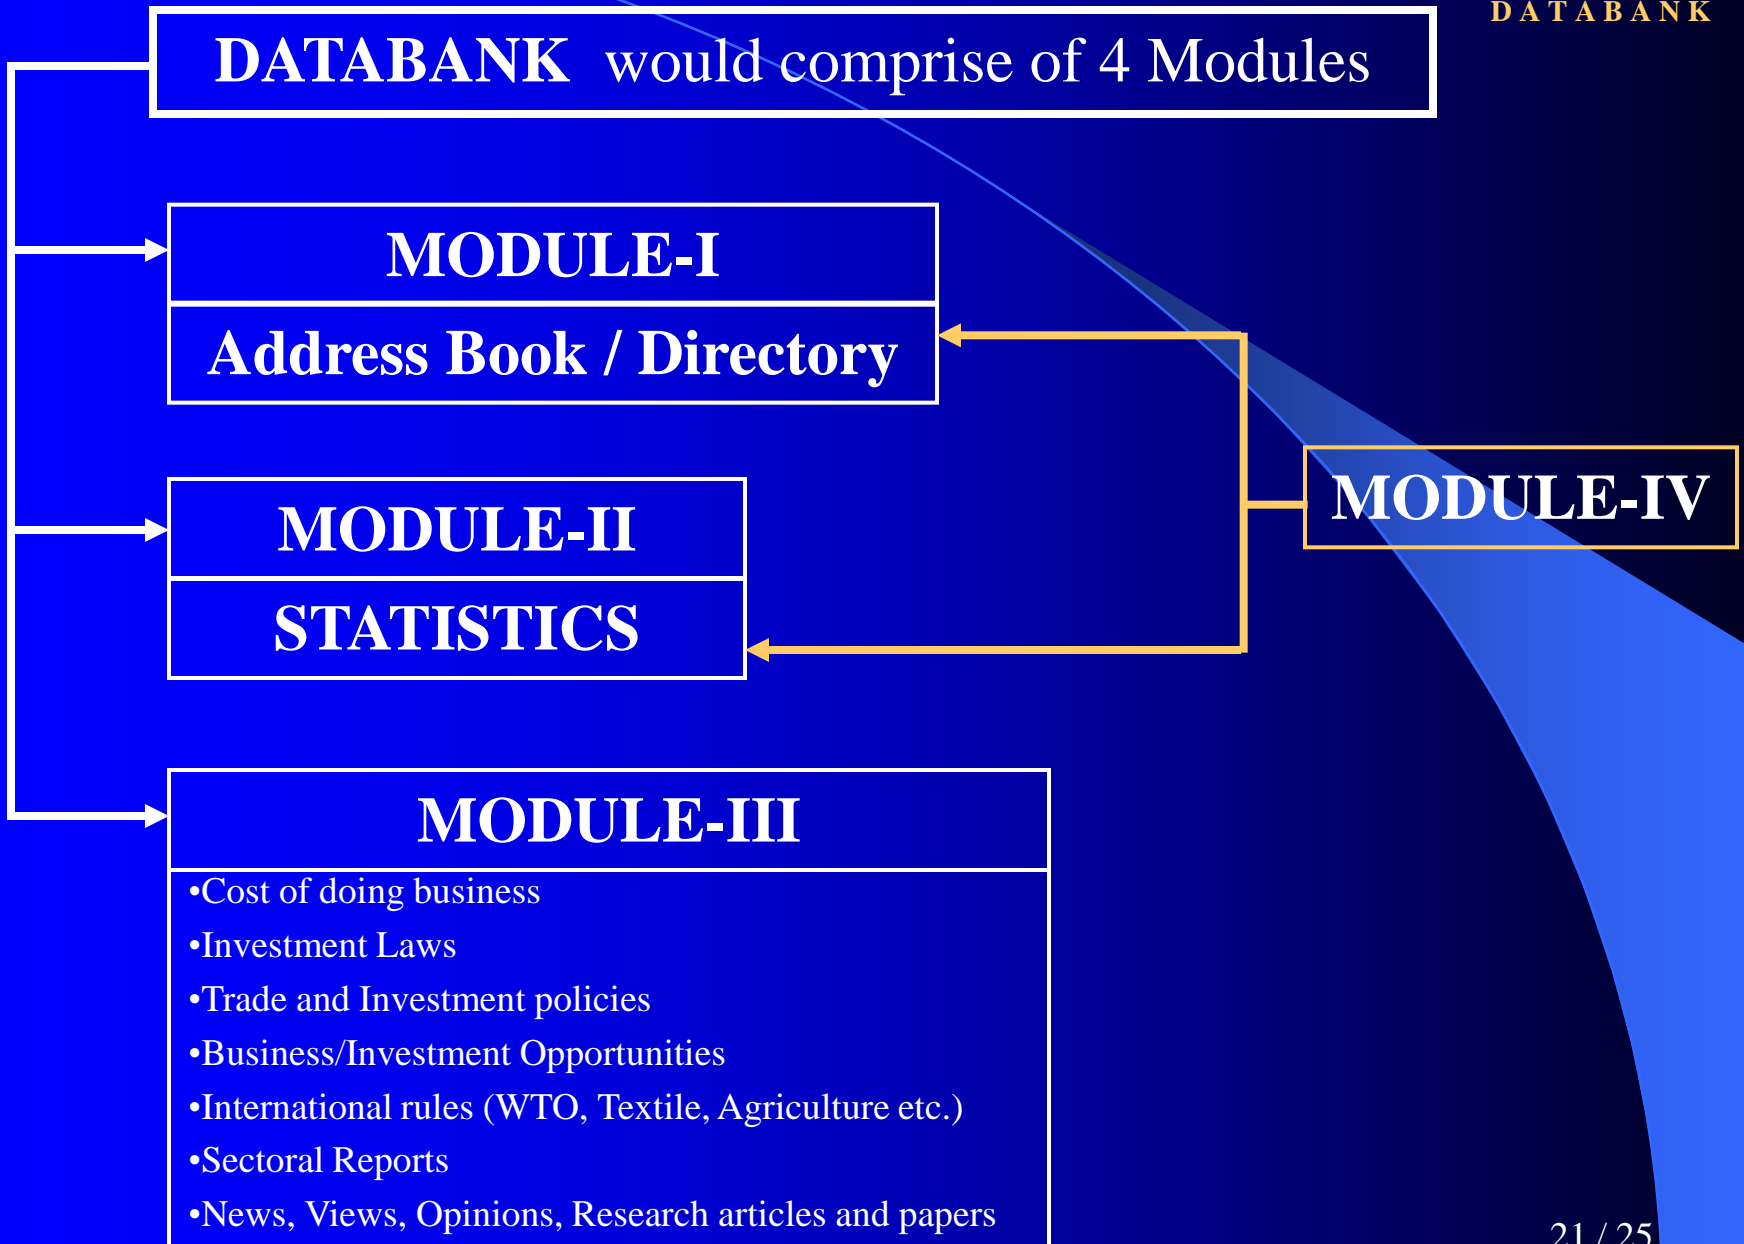 DATABANK
DATABANK would comprise of 4 Modules
MODULE-I
Address Book / Directory
MODULE-IV
MODULE-II
STATISTICS
MODULE-III
•Cost of doing business
•Investment Laws
•Trade and Investment policies
•Business/Investment Opportunities
•International rules (WTO, Textile, Agriculture etc.)
•Sectoral Reports
•News, Views, Opinions, Research articles and papers
21 / 25